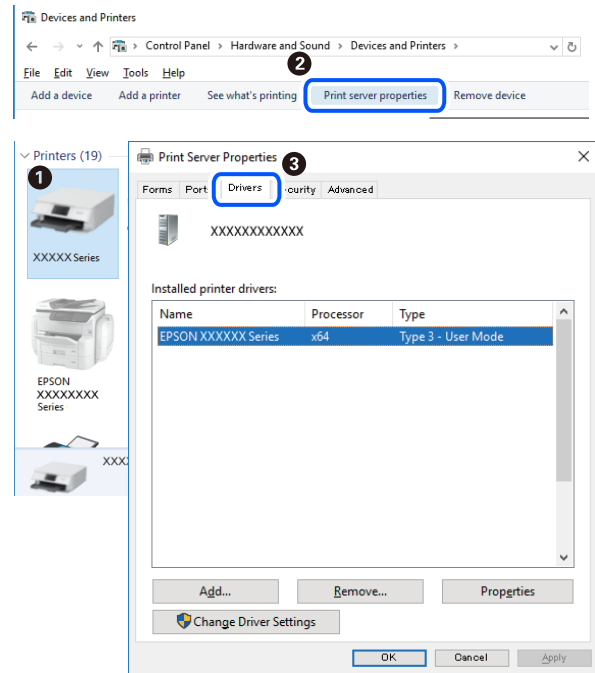 Devices and Printers
Control Panel > Hardware and Sound > Devices and Printers >
2
File Edit View Tools Help
Add a device Add a printer See what's printing Print server properties Remove device
Printers (19)
1
XXXXX Series
EPSON
XXXXXXXX
Series
XXX
Print Server Properties
3
Forms Port Drivers curity Advanced
XXXXXXXXXXXX
Installed printer drivers:
Name Processor Type
EPSON XXXXXX Series x64 Type 3 - User Mode
Add... Remove... Properties
Change Driver Settings
OK Cancel Apply